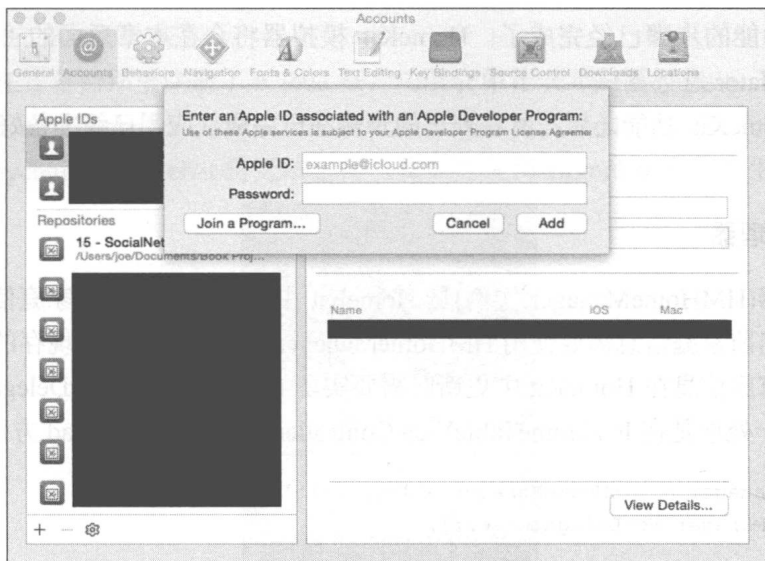 Accounts
General Accounts Behaviors Navigation Fonts & Colors Text Editing Key Bindings Source Control Downloads Locations
Apple IDs
Enter an Apple ID associated with an Apple Developer Program:
Use of these Apple services is subject to your Apple Developer Program License Agreemer
Apple ID: example@icloud.com
Password:
Join a Program... Cancel Add
Repositories
15 - SocialNet
/Users/joe/Documents/Book Proj...
Name iOS Mac
View Details...